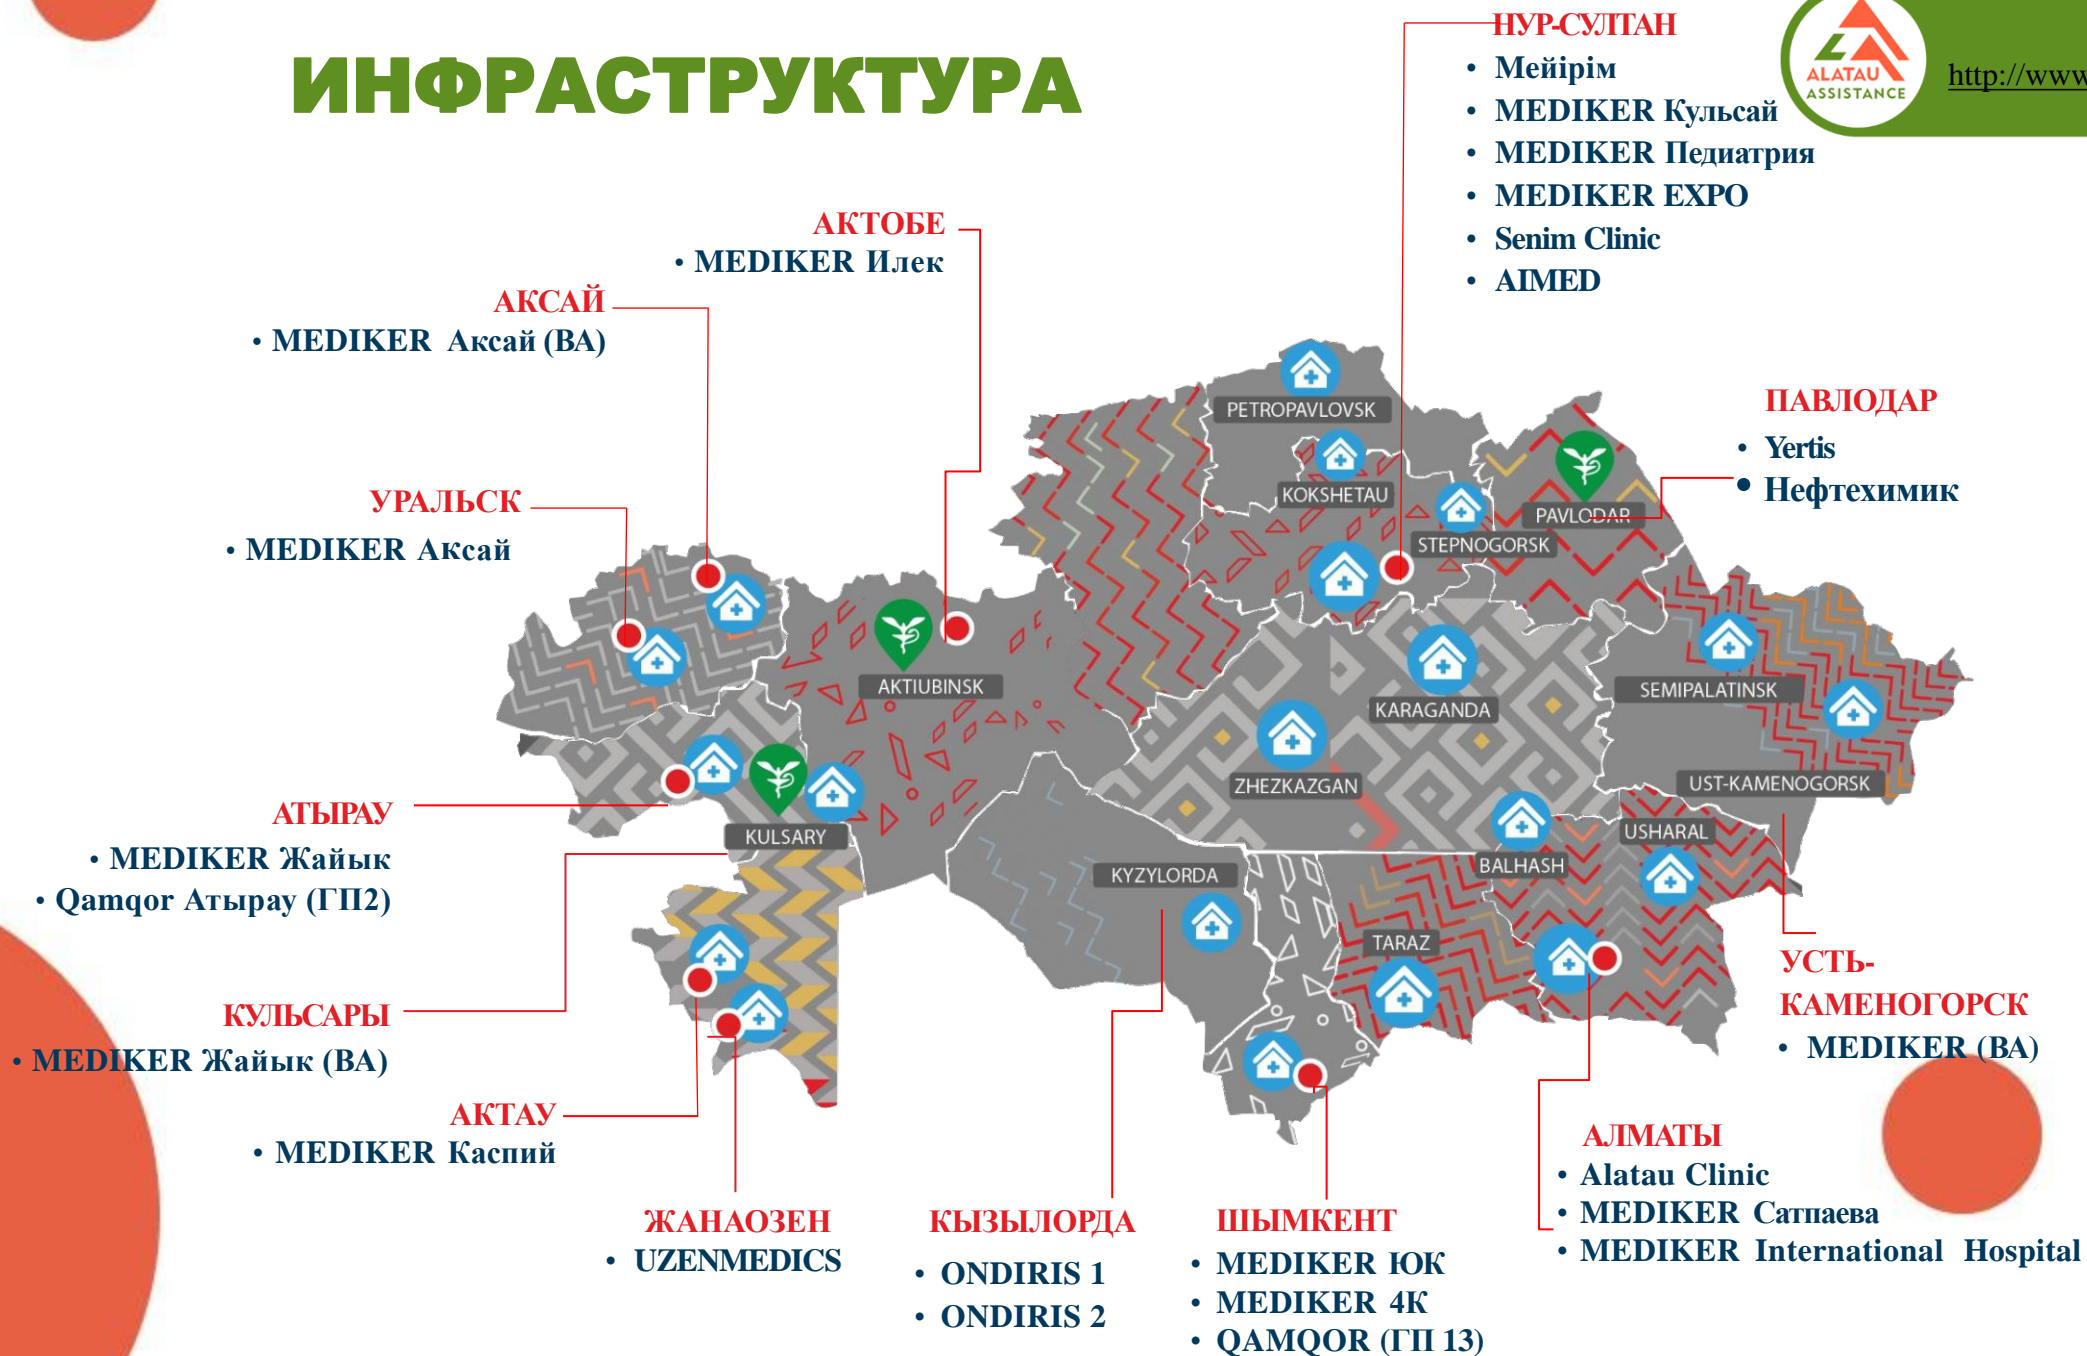 ИНФРАСТРУКТУРА
ALATAU
ASSISTANCE
http://www
НУР-СУЛТАН
• Мейірім
• MEDIKER Кульсай
• MEDIKER Педиатрия
• MEDIKER EXPO
• Senim Clinic
• AIMED
АКТОБЕ
• MEDIKER Илек
АКСАЙ
• MEDIKER Аксай (ВА)
УРАЛЬСК
• MEDIKER Аксай
ПАВЛОДАР
• Yertis
• Нефтехимик
PETROPAVLOVSK
KOKSHETAU
STEPNOGORSK
PAVLODAR
AKTIUBINSK
KARAGANDA
SEMIPALATINSK
ZHEZKAZGAN
UST-KAMENOGORSK
KULSARY
USHARAL
BALHASH
KYZYLORDA
TARAZ
АТЫРАУ
• MEDIKER Жайык
• Qamqor Атырау (ГП2)
КУЛЬСАРЫ
• MEDIKER Жайык (ВА)
АКТАУ
• MEDIKER Каспий
ЖАНАОЗЕН
• UZENMEDICS
КЫЗЫЛОРДА
• ONDIRIS 1
• ONDIRIS 2
ШЫМКЕНТ
• MEDIKER ЮК
• MEDIKER 4К
• QAMQOR (ГП 13)
УСТЬ-
КАМЕНОГОРСК
• MEDIKER (ВА)
АЛМАТЫ
• Alatau Clinic
• MEDIKER Сатпаева
• MEDIKER International Hospital